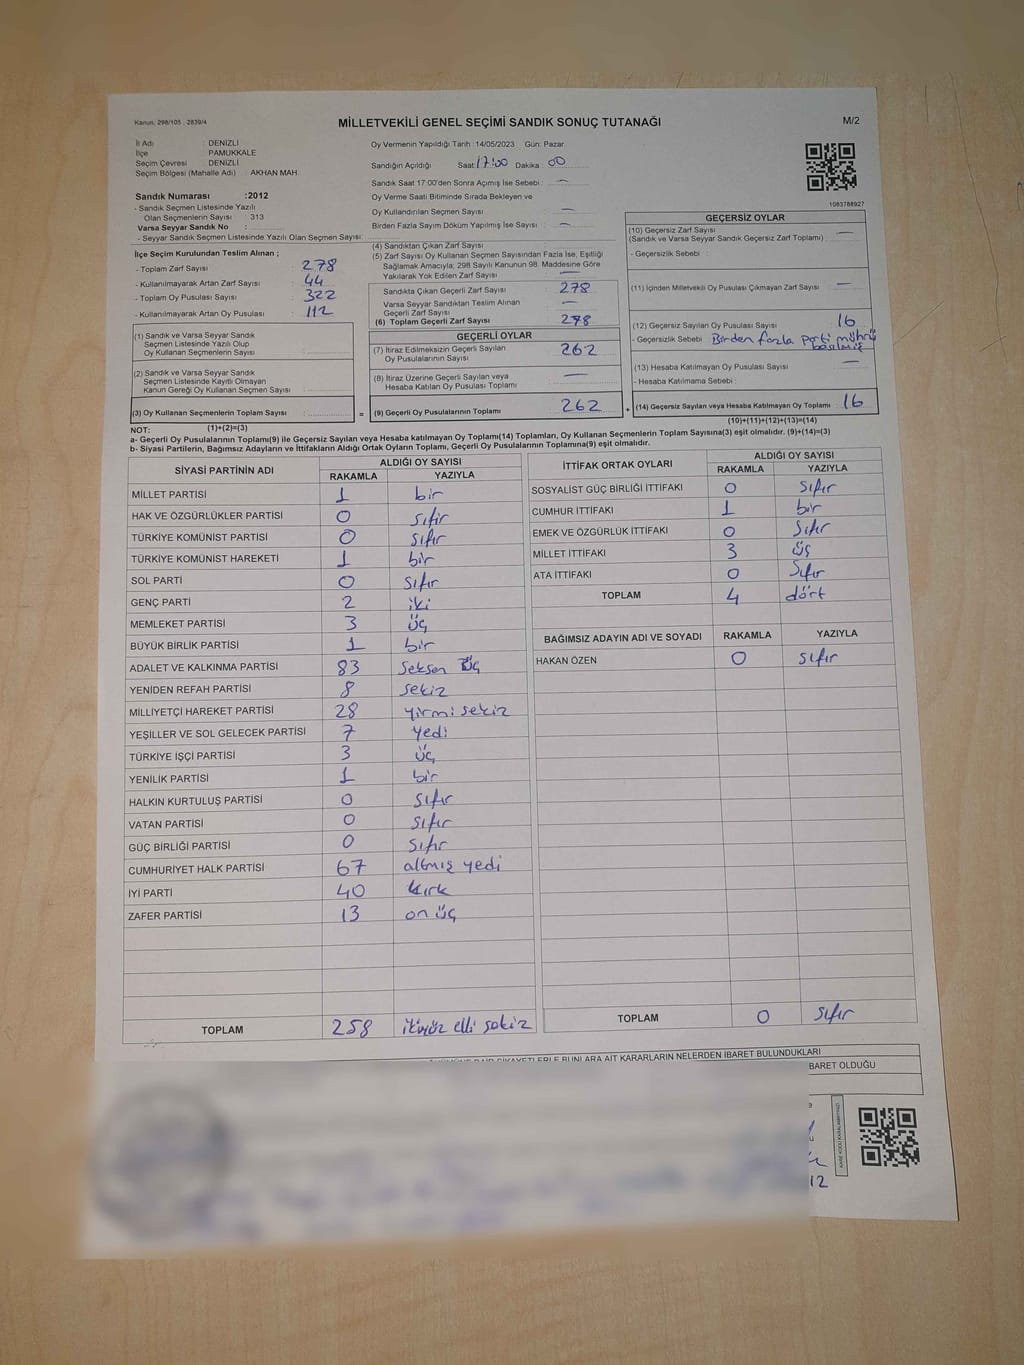 Kanun: 298/105 , 2839/4
MİLLETVEKİLİ GENEL SEÇİMİ SANDIK SONUÇ TUTANAĞI
M/2
İl Adı : DENİZLİ
İlçe : PAMUKKALE
Seçim Çevresi : DENİZLİ
Seçim Bölgesi (Mahalle Adı) : AKHAN MAH.
Sandık Numarası :2012
- Sandık Seçmen Listesinde Yazılı
Olan Seçmenlerin Sayısı : 313
Varsa Seyyar Sandık No :
- Seyyar Sandık Seçmen Listesinde Yazılı Olan Seçmen Sayısı:
İlçe Seçim Kurulundan Teslim Alınan ;
- Toplam Zarf Sayısı : 278
- Kullanılmayarak Artan Zarf Sayısı : 44
- Toplam Oy Pusulası Sayısı : 322
- Kullanılmayarak Artan Oy Pusulası : 112
(1) Sandık ve Varsa Seyyar Sandık
Seçmen Listesinde Yazılı Olup
Oy Kullanan Seçmenlerin Sayısı :
(2) Sandık ve Varsa Seyyar Sandık
Seçmen Listesinde Kayıtlı Olmayan
Kanun Gereği Oy Kullanan Seçmen Sayısı :
(3) Oy Kullanan Seçmenlerin Toplam Sayısı : =
Oy Vermenin Yapıldığı Tarih : 14/05/2023 Gün: Pazar
Sandığın Açıldığı Saat: 17:00 Dakika : 00
Sandık Saat 17:00'den Sonra Açımış İse Sebebi : —
Oy Verme Saati Bitiminde Sırada Bekleyen ve
Oy Kullandırılan Seçmen Sayısı : —
Birden Fazla Sayım Döküm Yapılmış İse Sayısı : —
(4) Sandıktan Çıkan Zarf Sayısı :
(5) Zarf Sayısı Oy Kullanan Seçmen Sayısından Fazla İse, Eşitliği
Sağlamak Amacıyla; 298 Sayılı Kanunun 98. Maddesine Göre
Yakılarak Yok Edilen Zarf Sayısı : —
Sandıkta Çıkan Geçerli Zarf Sayısı : 278
Varsa Seyyar Sandıktan Teslim Alınan
Geçerli Zarf Sayısı : —
(6) Toplam Geçerli Zarf Sayısı : 278
GEÇERLİ OYLAR
(7) İtiraz Edilmeksizin Geçerli Sayılan
Oy Pusulalarının Sayısı : 262
(8) İtiraz Üzerine Geçerli Sayılan veya
Hesaba Katılan Oy Pusulası Toplamı : —
(9) Geçerli Oy Pusulalarının Toplamı : 262 +
1083788927
GEÇERSİZ OYLAR
(10) Geçersiz Zarf Sayısı
(Sandık ve Varsa Seyyar Sandık Geçersiz Zarf Toplamı) : —
- Geçersizlik Sebebi :
(11) İçinden Milletvekili Oy Pusulası Çıkmayan Zarf Sayısı : —
(12) Geçersiz Sayılan Oy Pusulası Sayısı : 16
- Geçersizlik Sebebi : Birden fazla Parti mührü
basılmış
(13) Hesaba Katılmayan Oy Pusulası Sayısı : —
- Hesaba Katılmama Sebebi :
(14) Geçersiz Sayılan veya Hesaba Katılmayan Oy Toplamı : 16
NOT: (1)+(2)=(3) (10)+(11)+(12)+(13)=(14)
a- Geçerli Oy Pusulalarının Toplamı(9) ile Geçersiz Sayılan veya Hesaba katılmayan Oy Toplamı(14) Toplamları, Oy Kullanan Seçmenlerin Toplam Sayısına(3) eşit olmalıdır. (9)+(14)=(3)
b- Siyasi Partilerin, Bağımsız Adayların ve İttifakların Aldığı Ortak Oyların Toplamı, Geçerli Oy Pusulalarının Toplamına(9) eşit olmalıdır.
SİYASİ PARTİNİN ADI ALDIĞI OY SAYISI
RAKAMLA YAZIYLA
MİLLET PARTİSİ 1 bir
HAK VE ÖZGÜRLÜKLER PARTİSİ 0 sıfır
TÜRKİYE KOMÜNİST PARTİSİ 0 sıfır
TÜRKİYE KOMÜNİST HAREKETİ 1 bir
SOL PARTİ 0 sıfır
GENÇ PARTİ 2 iki
MEMLEKET PARTİSİ 3 üç
BÜYÜK BİRLİK PARTİSİ 1 bir
ADALET VE KALKINMA PARTİSİ 83 seksen üç
YENİDEN REFAH PARTİSİ 8 sekiz
MİLLİYETÇİ HAREKET PARTİSİ 28 yirmi sekiz
YEŞİLLER VE SOL GELECEK PARTİSİ 7 yedi
TÜRKİYE İŞÇİ PARTİSİ 3 üç
YENİLİK PARTİSİ 1 bir
HALKIN KURTULUŞ PARTİSİ 0 sıfır
VATAN PARTİSİ 0 sıfır
GÜÇ BİRLİĞİ PARTİSİ 0 sıfır
CUMHURİYET HALK PARTİSİ 67 altmış yedi
İYİ PARTİ 40 kırk
ZAFER PARTİSİ 13 on üç
TOPLAM 258 ikiyüz elli sekiz
İTTİFAK ORTAK OYLARI ALDIĞI OY SAYISI
RAKAMLA YAZIYLA
SOSYALİST GÜÇ BİRLİĞİ İTTİFAKI 0 sıfır
CUMHUR İTTİFAKI 1 bir
EMEK VE ÖZGÜRLÜK İTTİFAKI 0 sıfır
MİLLET İTTİFAKI 3 üç
ATA İTTİFAKI 0 sıfır
TOPLAM 4 dört
BAĞIMSIZ ADAYIN ADI VE SOYADI RAKAMLA YAZIYLA
HAKAN ÖZEN 0 sıfır
TOPLAM 0 sıfır
ŞİKAYETLERLE BUNLARA AİT KARARLARIN NELERDEN İBARET BULUNDUKLARI
BARET OLDUĞU
12